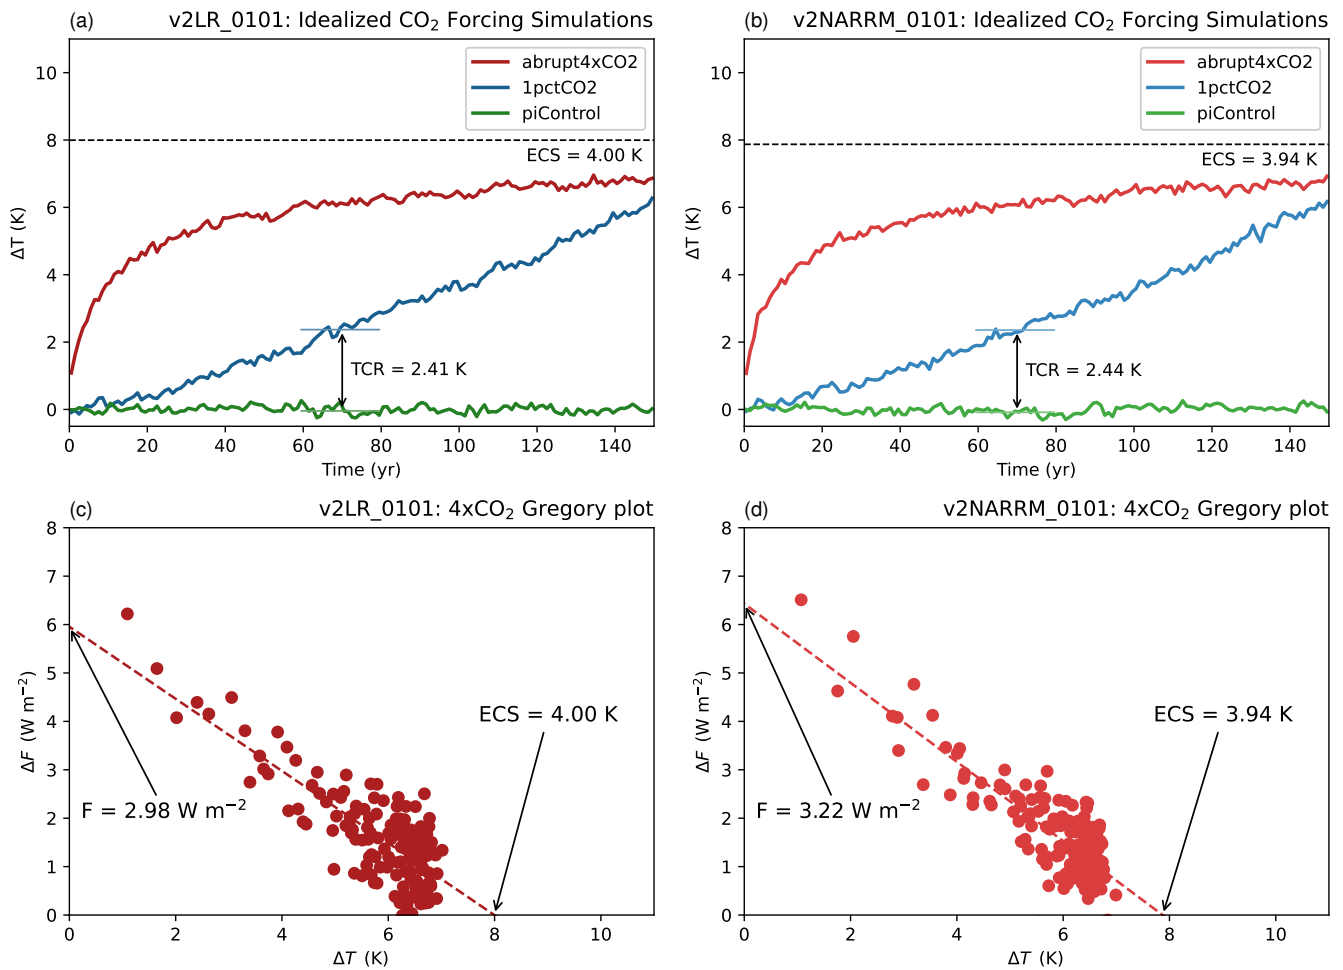 (a) v2LR_0101: Idealized CO₂ Forcing Simulations
abrupt4xCO2
1pctCO2
piControl
ECS = 4.00 K
TCR = 2.41 K
ΔT (K)
10
8
6
4
2
0
0 20 40 60 80 100 120 140
Time (yr)
(b) v2NARRM_0101: Idealized CO₂ Forcing Simulations
abrupt4xCO2
1pctCO2
piControl
ECS = 3.94 K
TCR = 2.44 K
ΔT (K)
10
8
6
4
2
0
0 20 40 60 80 100 120 140
Time (yr)
(c) v2LR_0101: 4xCO₂ Gregory plot
ECS = 4.00 K
F = 2.98 W m⁻²
ΔF (W m⁻²)
8
7
6
5
4
3
2
1
0
0 2 4 6 8 10
ΔT (K)
(d) v2NARRM_0101: 4xCO₂ Gregory plot
ECS = 3.94 K
F = 3.22 W m⁻²
ΔF (W m⁻²)
8
7
6
5
4
3
2
1
0
0 2 4 6 8 10
ΔT (K)